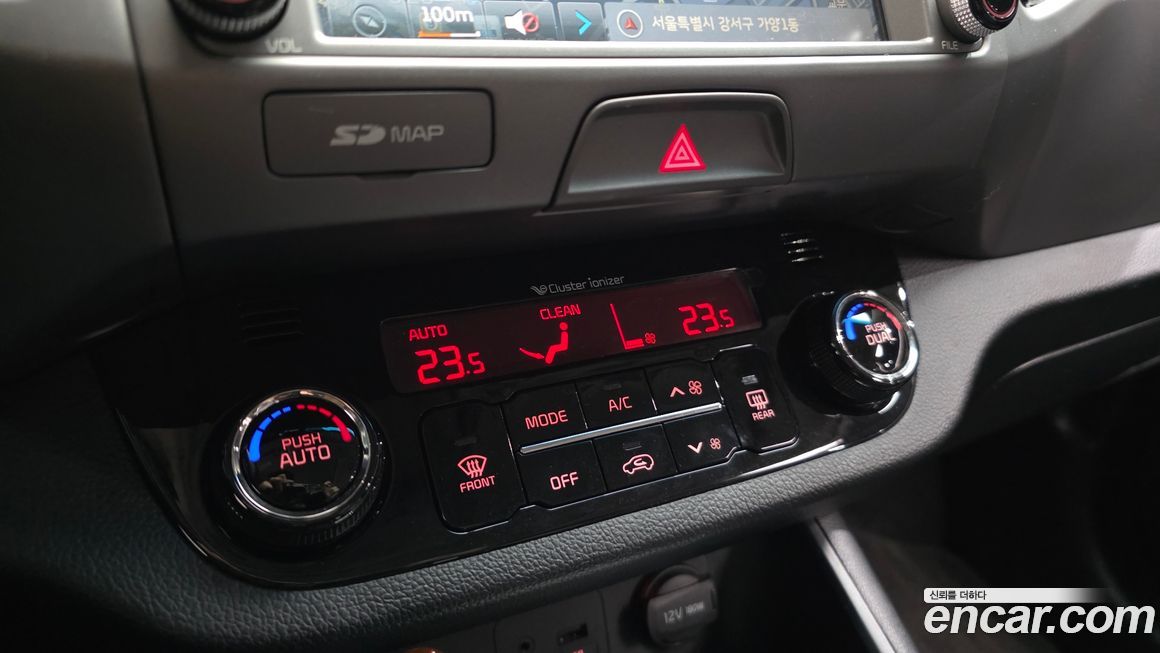 100m
서울특별시 강서구 가양1동
VOL
FILE
SD MAP
Cluster ionizer
AUTO
CLEAN
23.5
23.5
PUSH
AUTO
PUSH
DUAL
MODE
A/C
REAR
FRONT
OFF
12V 180W
신뢰를 더하다
encar.com